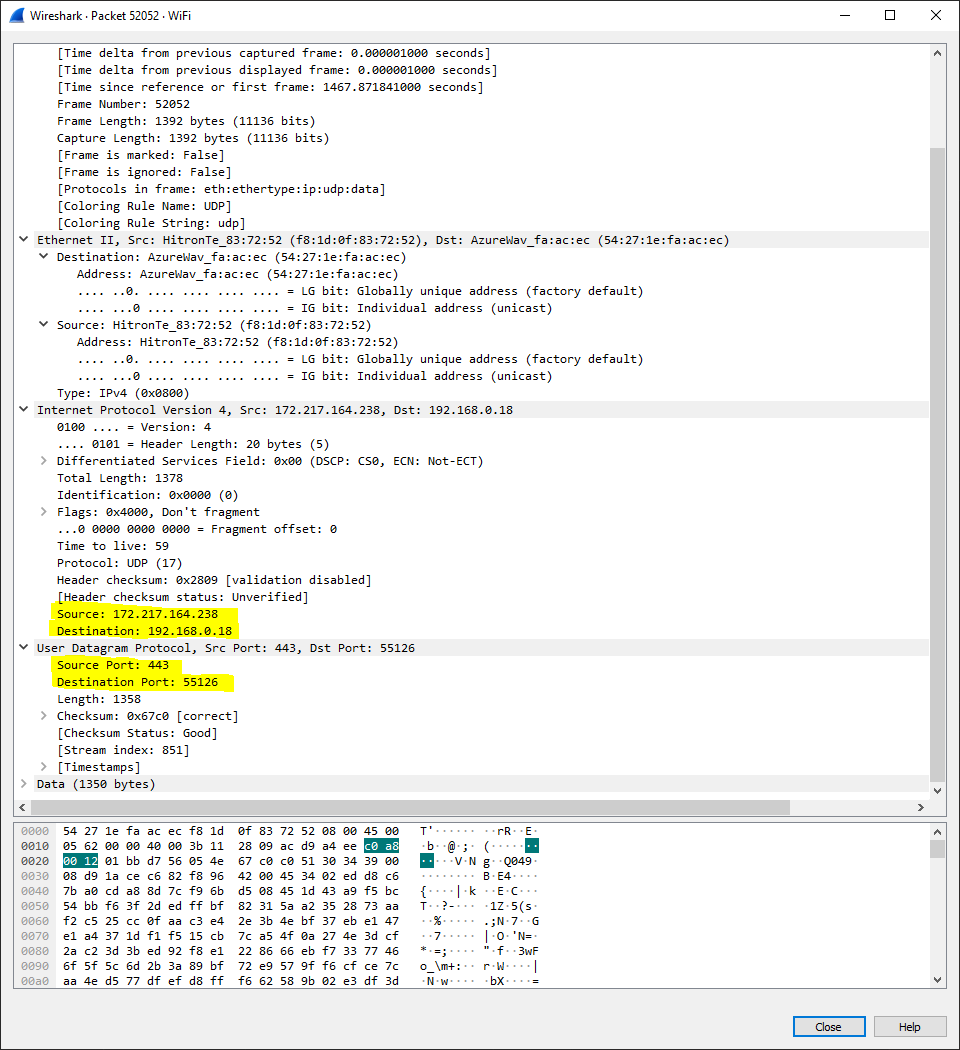 Wireshark · Packet 52052 · WiFi
[Time delta from previous captured frame: 0.000001000 seconds]
[Time delta from previous displayed frame: 0.000001000 seconds]
[Time since reference or first frame: 1467.871841000 seconds]
Frame Number: 52052
Frame Length: 1392 bytes (11136 bits)
Capture Length: 1392 bytes (11136 bits)
[Frame is marked: False]
[Frame is ignored: False]
[Protocols in frame: eth:ethertype:ip:udp:data]
[Coloring Rule Name: UDP]
[Coloring Rule String: udp]
Ethernet II, Src: HitronTe_83:72:52 (f8:1d:0f:83:72:52), Dst: AzureWav_fa:ac:ec (54:27:1e:fa:ac:ec)
Destination: AzureWav_fa:ac:ec (54:27:1e:fa:ac:ec)
Address: AzureWav_fa:ac:ec (54:27:1e:fa:ac:ec)
.... ..0. .... .... .... .... = LG bit: Globally unique address (factory default)
.... ...0 .... .... .... .... = IG bit: Individual address (unicast)
Source: HitronTe_83:72:52 (f8:1d:0f:83:72:52)
Address: HitronTe_83:72:52 (f8:1d:0f:83:72:52)
.... ..0. .... .... .... .... = LG bit: Globally unique address (factory default)
.... ...0 .... .... .... .... = IG bit: Individual address (unicast)
Type: IPv4 (0x0800)
Internet Protocol Version 4, Src: 172.217.164.238, Dst: 192.168.0.18
0100 .... = Version: 4
.... 0101 = Header Length: 20 bytes (5)
Differentiated Services Field: 0x00 (DSCP: CS0, ECN: Not-ECT)
Total Length: 1378
Identification: 0x0000 (0)
Flags: 0x4000, Don't fragment
...0 0000 0000 0000 = Fragment offset: 0
Time to live: 59
Protocol: UDP (17)
Header checksum: 0x2809 [validation disabled]
[Header checksum status: Unverified]
Source: 172.217.164.238
Destination: 192.168.0.18
User Datagram Protocol, Src Port: 443, Dst Port: 55126
Source Port: 443
Destination Port: 55126
Length: 1358
Checksum: 0x67c0 [correct]
[Checksum Status: Good]
[Stream index: 851]
[Timestamps]
Data (1350 bytes)
0000 54 27 1e fa ac ec f8 1d 0f 83 72 52 08 00 45 00 T'······ ··rR··E·
0010 05 62 00 00 40 00 3b 11 28 09 ac d9 a4 ee c0 a8 ·b··@·;· (·······
0020 00 12 01 bb d7 56 05 4e 67 c0 c0 51 30 34 39 00 ·····V·N g··Q049·
0030 08 d9 1a ce c6 82 f8 96 42 00 45 34 02 ed d8 c6 ········ B·E4····
0040 7b a0 cd a8 8d 7c f9 6b d5 08 45 1d 43 a9 f5 bc {····|·k ··E·C···
0050 54 bb f6 3f 2d ed ff bf 82 31 5a a2 35 28 73 aa T··?-··· ·1Z·5(s·
0060 f2 c5 25 cc 0f aa c3 e4 2e 3b 4e bf 37 eb e1 47 ··%····· .;N·7··G
0070 e1 a4 37 1d f1 f5 15 cb 7c a5 4f 0a 27 4e 3d cf ··7····· |·O·'N=·
0080 2a c3 2d 3b ed 92 f8 e1 22 86 66 eb f7 33 77 46 *·-;···· "·f··3wF
0090 6f 5f 5c 6d 2b 3a 89 bf 72 e9 57 9f f6 cf ce 7c o_\m+:·· r·W····|
00a0 aa 4e d5 77 df ef d8 ff f6 62 58 9b 02 e3 df 3d ·N·w···· ·bX····=
Close
Help